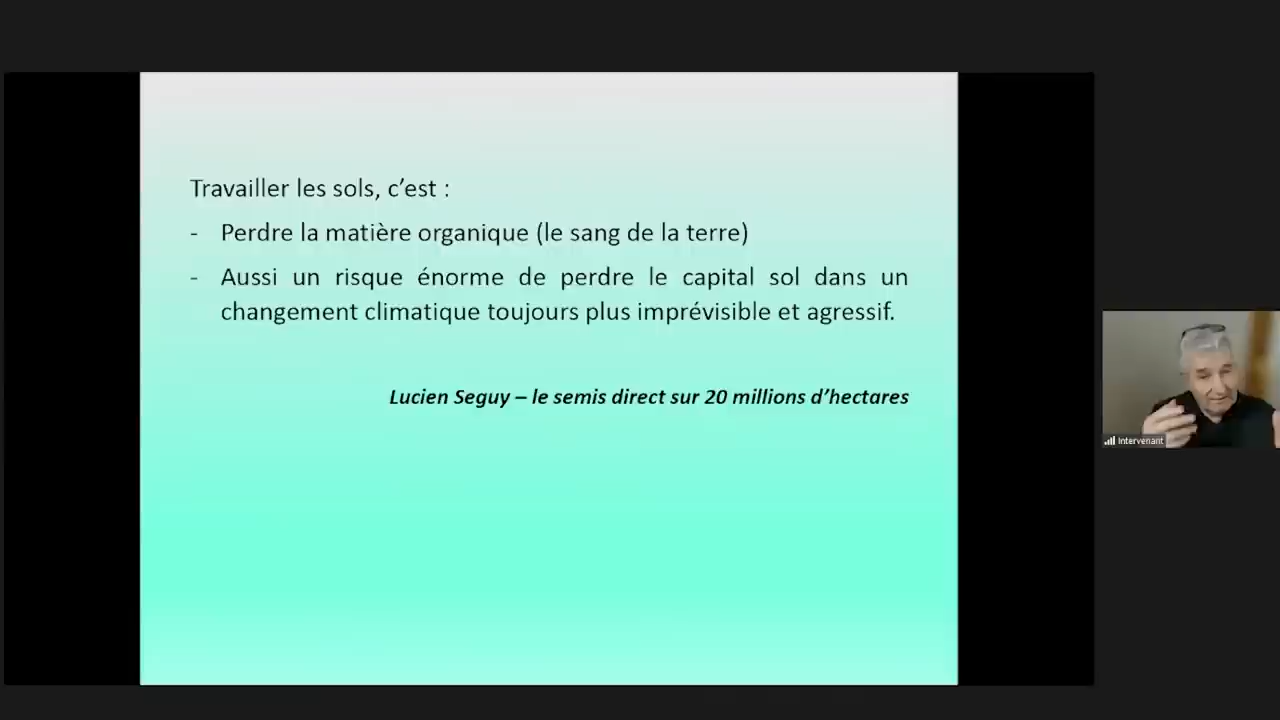 Travailler les sols, c’est :
- Perdre la matière organique (le sang de la terre)
- Aussi un risque énorme de perdre le capital sol dans un
changement climatique toujours plus imprévisible et agressif.
Lucien Seguy – le semis direct sur 20 millions d’hectares
Intervenant